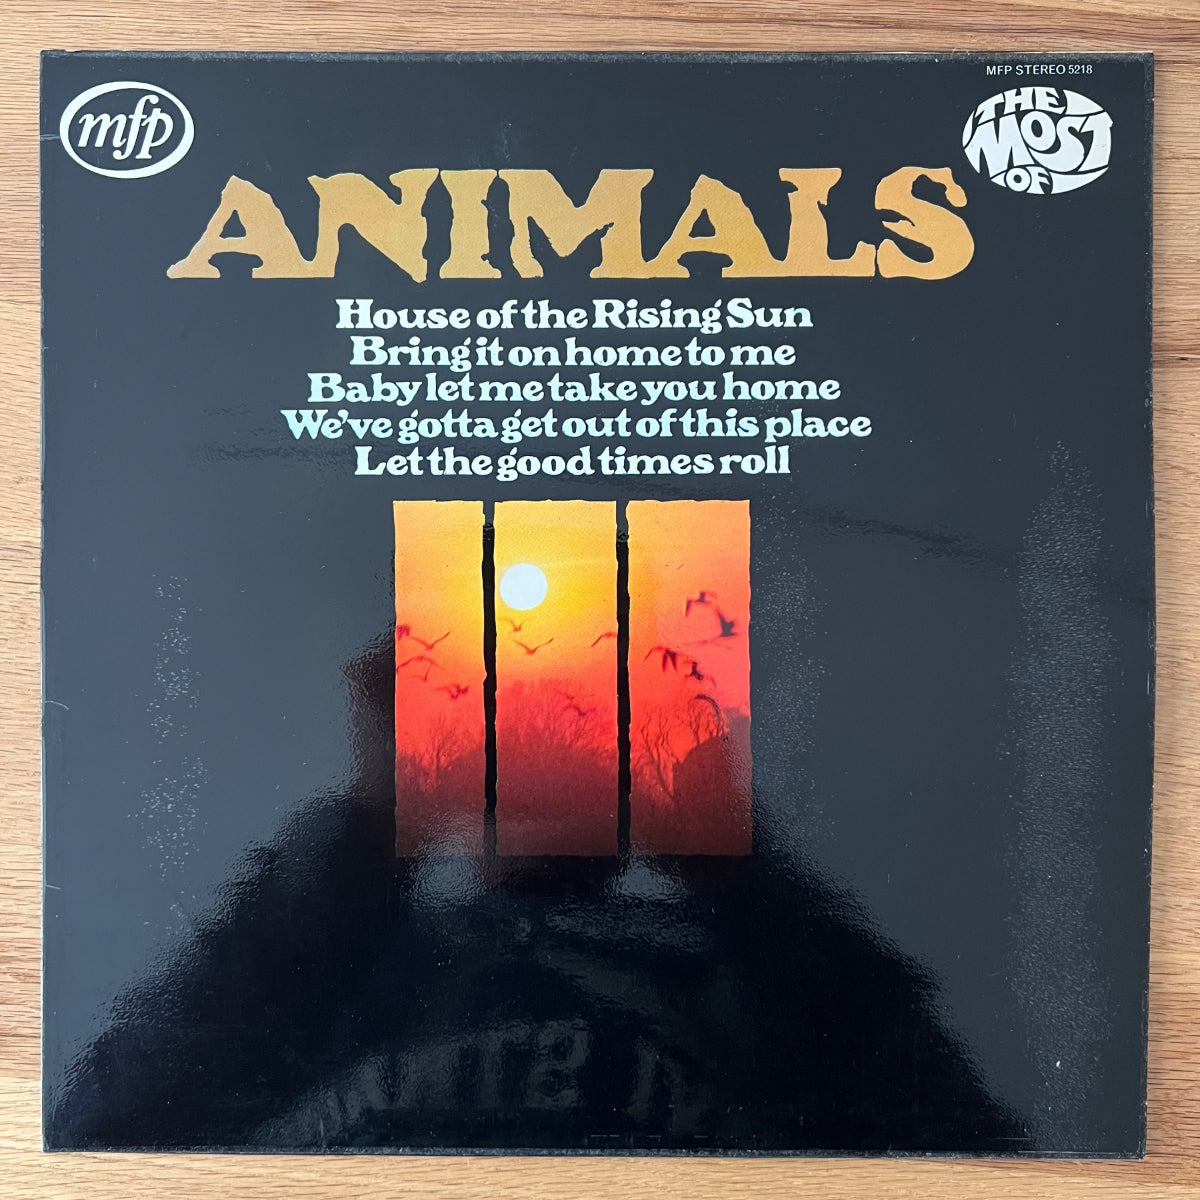 MFP STEREO 5218
mfp
THE
MOST
OF
ANIMALS
House of the Rising Sun
Bring it on home to me
Baby let me take you home
We've gotta get out of this place
Let the good times roll